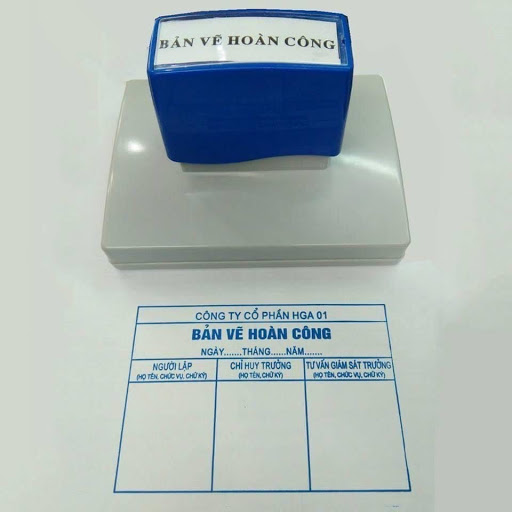 BẢN VẼ HOÀN CÔNG
CÔNG TY CỔ PHẦN HGA 01
BẢN VẼ HOÀN CÔNG
NGÀY.......THÁNG......NĂM.......
NGƯỜI LẬP
(HỌ TÊN, CHỨC VỤ, CHỮ KÝ)
CHỈ HUY TRƯỞNG
(HỌ TÊN, CHỮ KÝ)
TƯ VẤN GIÁM SÁT TRƯỞNG
(HỌ TÊN, CHỨC VỤ, CHỮ KÝ)